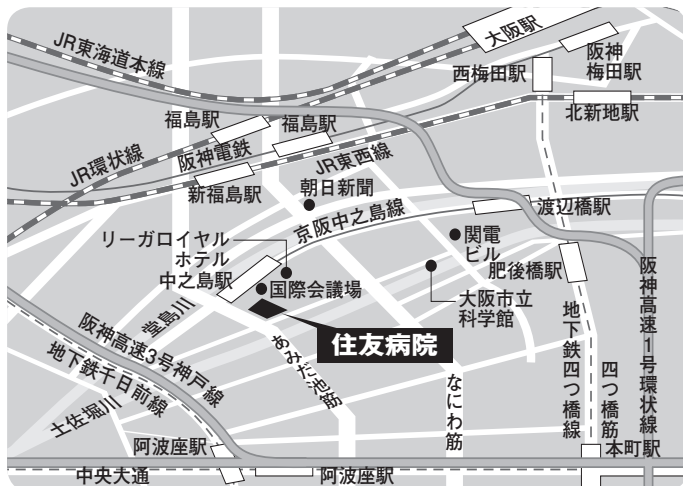 JR東海道本線
大阪駅
阪神
梅田駅
西梅田駅
北新地駅
福島駅
福島駅
阪神電鉄
JR環状線
JR東西線
新福島駅
朝日新聞
京阪中之島線
渡辺橋駅
リーガロイヤル
ホテル
関電
ビル
中之島駅
国際会議場
肥後橋駅
大阪市立
科学館
堂島川
住友病院
阪神高速1号環状線
阪神高速3号神戸線
地下鉄千日前線
あみだ池筋
なにわ筋
地下鉄四つ橋線
四つ橋筋
土佐堀川
阿波座駅
本町駅
中央大通
阿波座駅